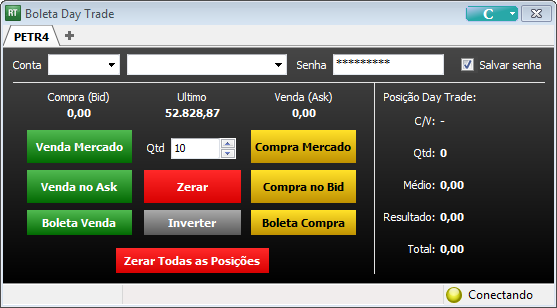 RT Boleta Day Trade C
PETR4
Conta Senha ********* Salvar senha
Compra (Bid) Ultimo Venda (Ask) Posição Day Trade:
0,00 52.828,87 0,00
C/V: -
Venda Mercado Qtd 10 Compra Mercado
Qtd: 0
Venda no Ask Zerar Compra no Bid
Médio: 0,00
Boleta Venda Inverter Boleta Compra
Resultado: 0,00
Total: 0,00
Zerar Todas as Posições
Conectando